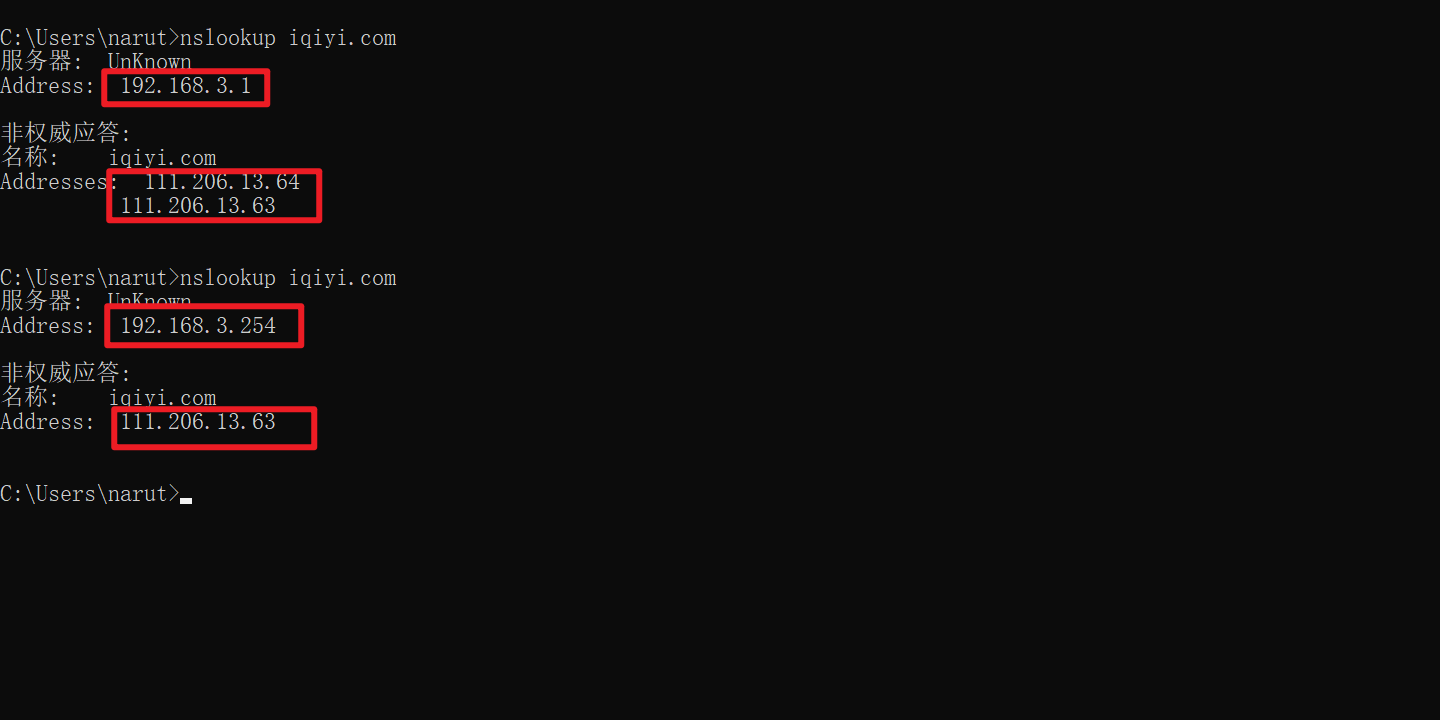 C:\Users\narut>nslookup iqiyi.com
服务器:  UnKnown
Address:  192.168.3.1
非权威应答:
名称:    iqiyi.com
Addresses:  111.206.13.64
111.206.13.63
C:\Users\narut>nslookup iqiyi.com
服务器:  UnKnown
Address:  192.168.3.254
非权威应答:
名称:    iqiyi.com
Address:  111.206.13.63
C:\Users\narut>